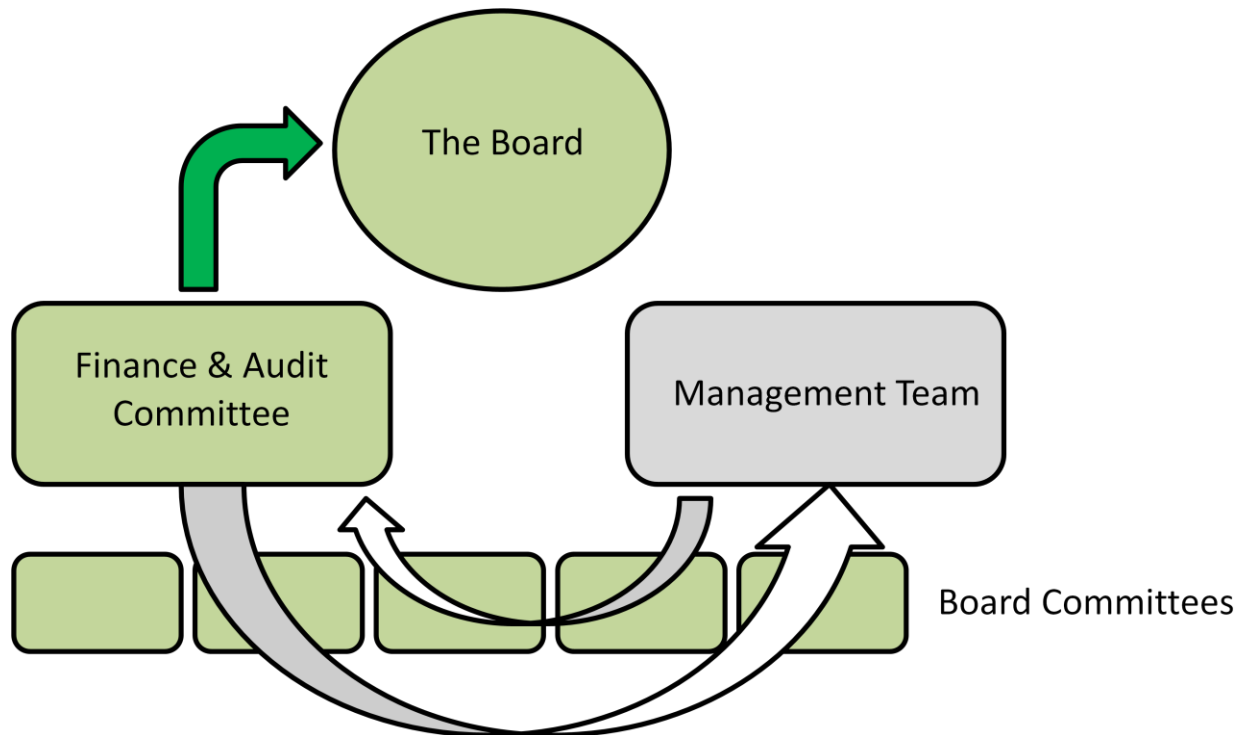 The Board
Finance & Audit
Committee
Management Team
Board Committees